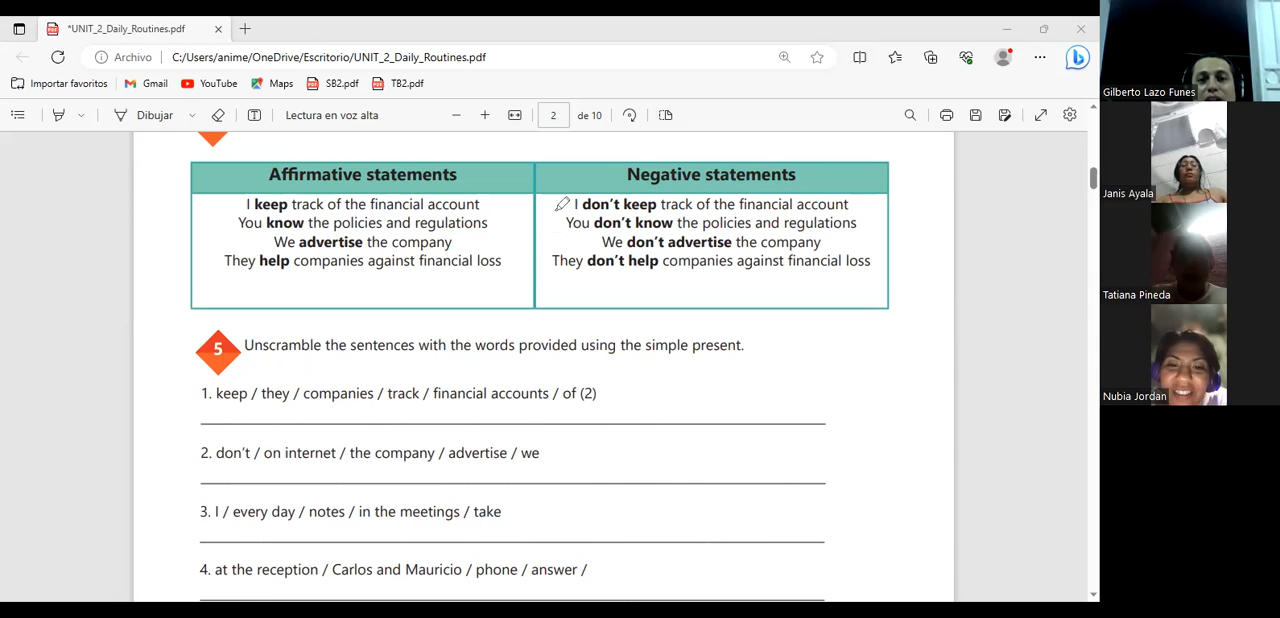 *UNIT_2_Daily_Routines.pdf
Archivo C:/Users/anime/OneDrive/Escritorio/UNIT_2_Daily_Routines.pdf
Importar favoritos Gmail YouTube Maps SB2.pdf TB2.pdf
Dibujar Lectura en voz alta 2 de 10
Affirmative statements
I keep track of the financial account
You know the policies and regulations
We advertise the company
They help companies against financial loss
Negative statements
I don't keep track of the financial account
You don't know the policies and regulations
We don't advertise the company
They don't help companies against financial loss
5 Unscramble the sentences with the words provided using the simple present.
1. keep / they / companies / track / financial accounts / of (2)
2. don't / on internet / the company / advertise / we
3. I / every day / notes / in the meetings / take
4. at the reception / Carlos and Mauricio / phone / answer /
Gilberto Lazo Funes
Janis Ayala
Tatiana Pineda
Nubia Jordan